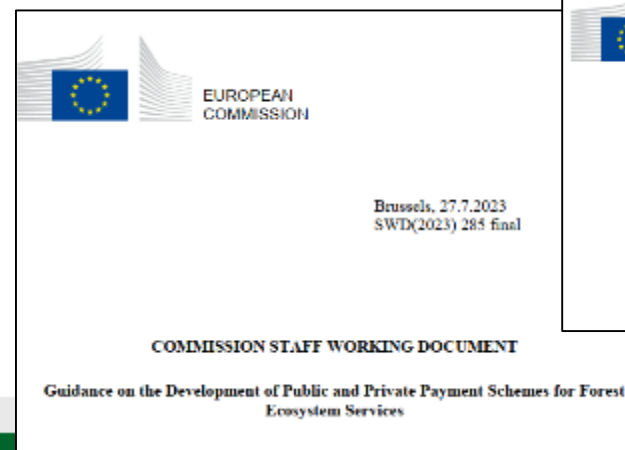 EUROPEAN
COMMISSION
Brussels, 27.7.2023
SWD(2023) 285 final
COMMISSION STAFF WORKING DOCUMENT
Guidance on the Development of Public and Private Payment Schemes for Forest
Ecosystem Services